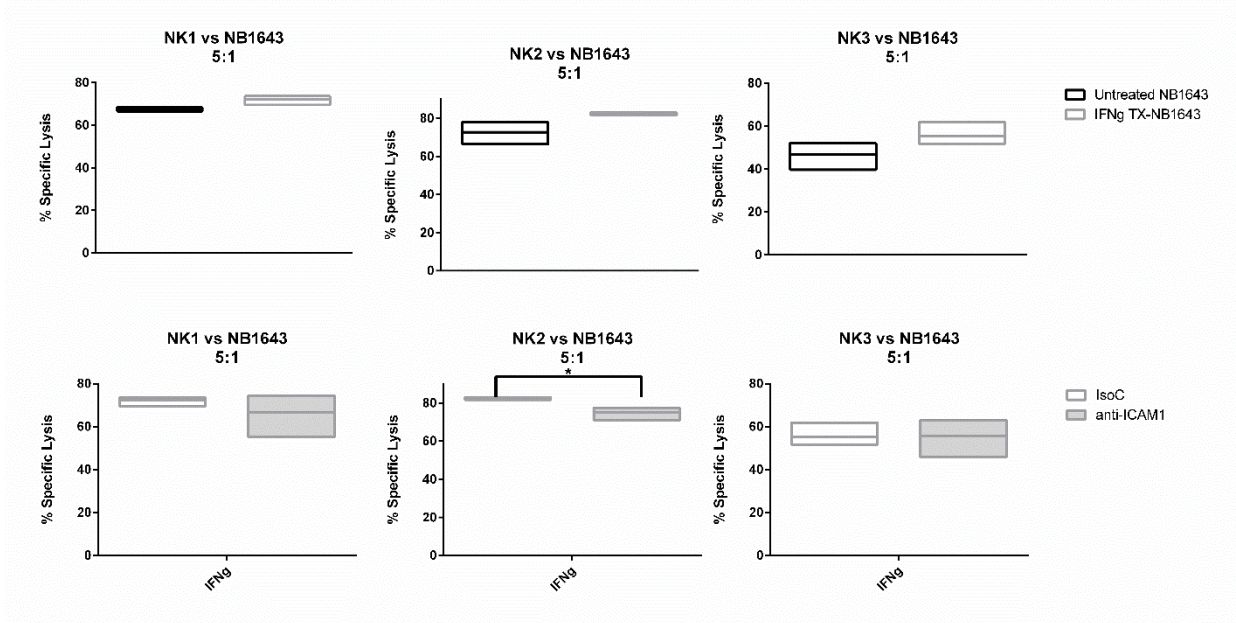 NK1 vs NB1643
5:1
80
60
40
20
0
% Specific Lysis
NK2 vs NB1643
5:1
80
60
40
20
0
% Specific Lysis
NK3 vs NB1643
5:1
80
60
40
20
0
% Specific Lysis
Untreated NB1643
IFNg TX-NB1643
NK1 vs NB1643
5:1
80
60
40
20
0
% Specific Lysis
IFNg
NK2 vs NB1643
5:1
*
80
60
40
20
0
% Specific Lysis
IFNg
NK3 vs NB1643
5:1
80
60
40
20
0
% Specific Lysis
IFNg
IsoC
anti-ICAM1